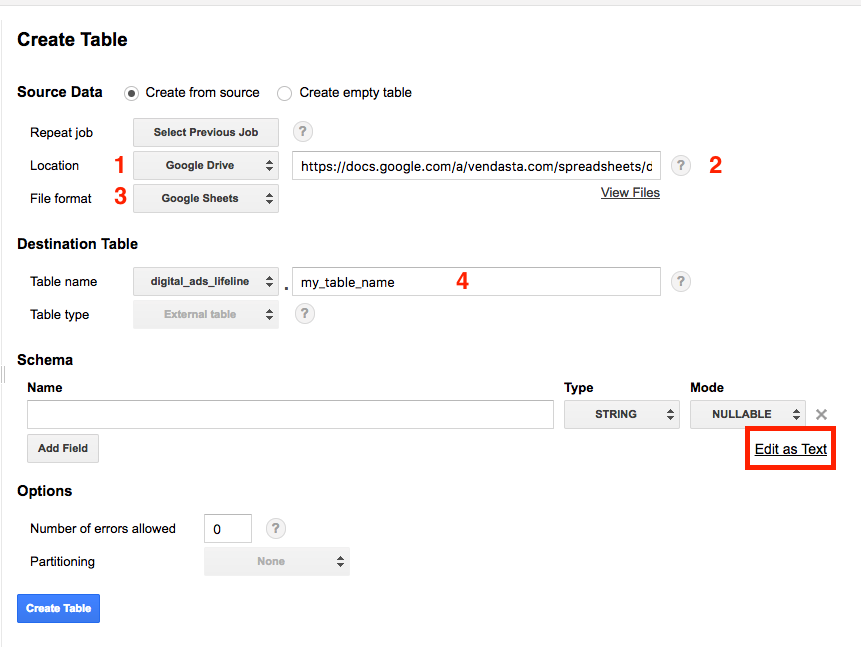 Create Table
Source Data Create from source Create empty table
Repeat job Select Previous Job ?
Location 1 Google Drive https://docs.google.com/a/vendasta.com/spreadsheets/d ? 2
File format 3 Google Sheets View Files
Destination Table
Table name digital_ads_lifeline . my_table_name 4 ?
Table type External table ?
Schema
Name Type Mode
STRING NULLABLE ×
Add Field Edit as Text
Options
Number of errors allowed 0 ?
Partitioning None
Create Table